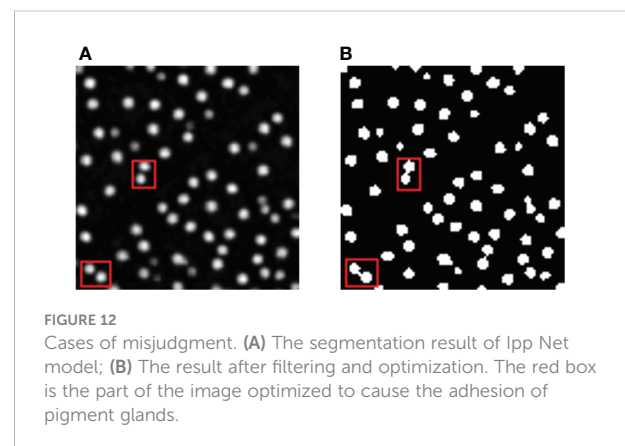 A B
FIGURE 12
Cases of misjudgment. (A) The segmentation result of Ipp Net
model; (B) The result after filtering and optimization. The red box
is the part of the image optimized to cause the adhesion of
pigment glands.